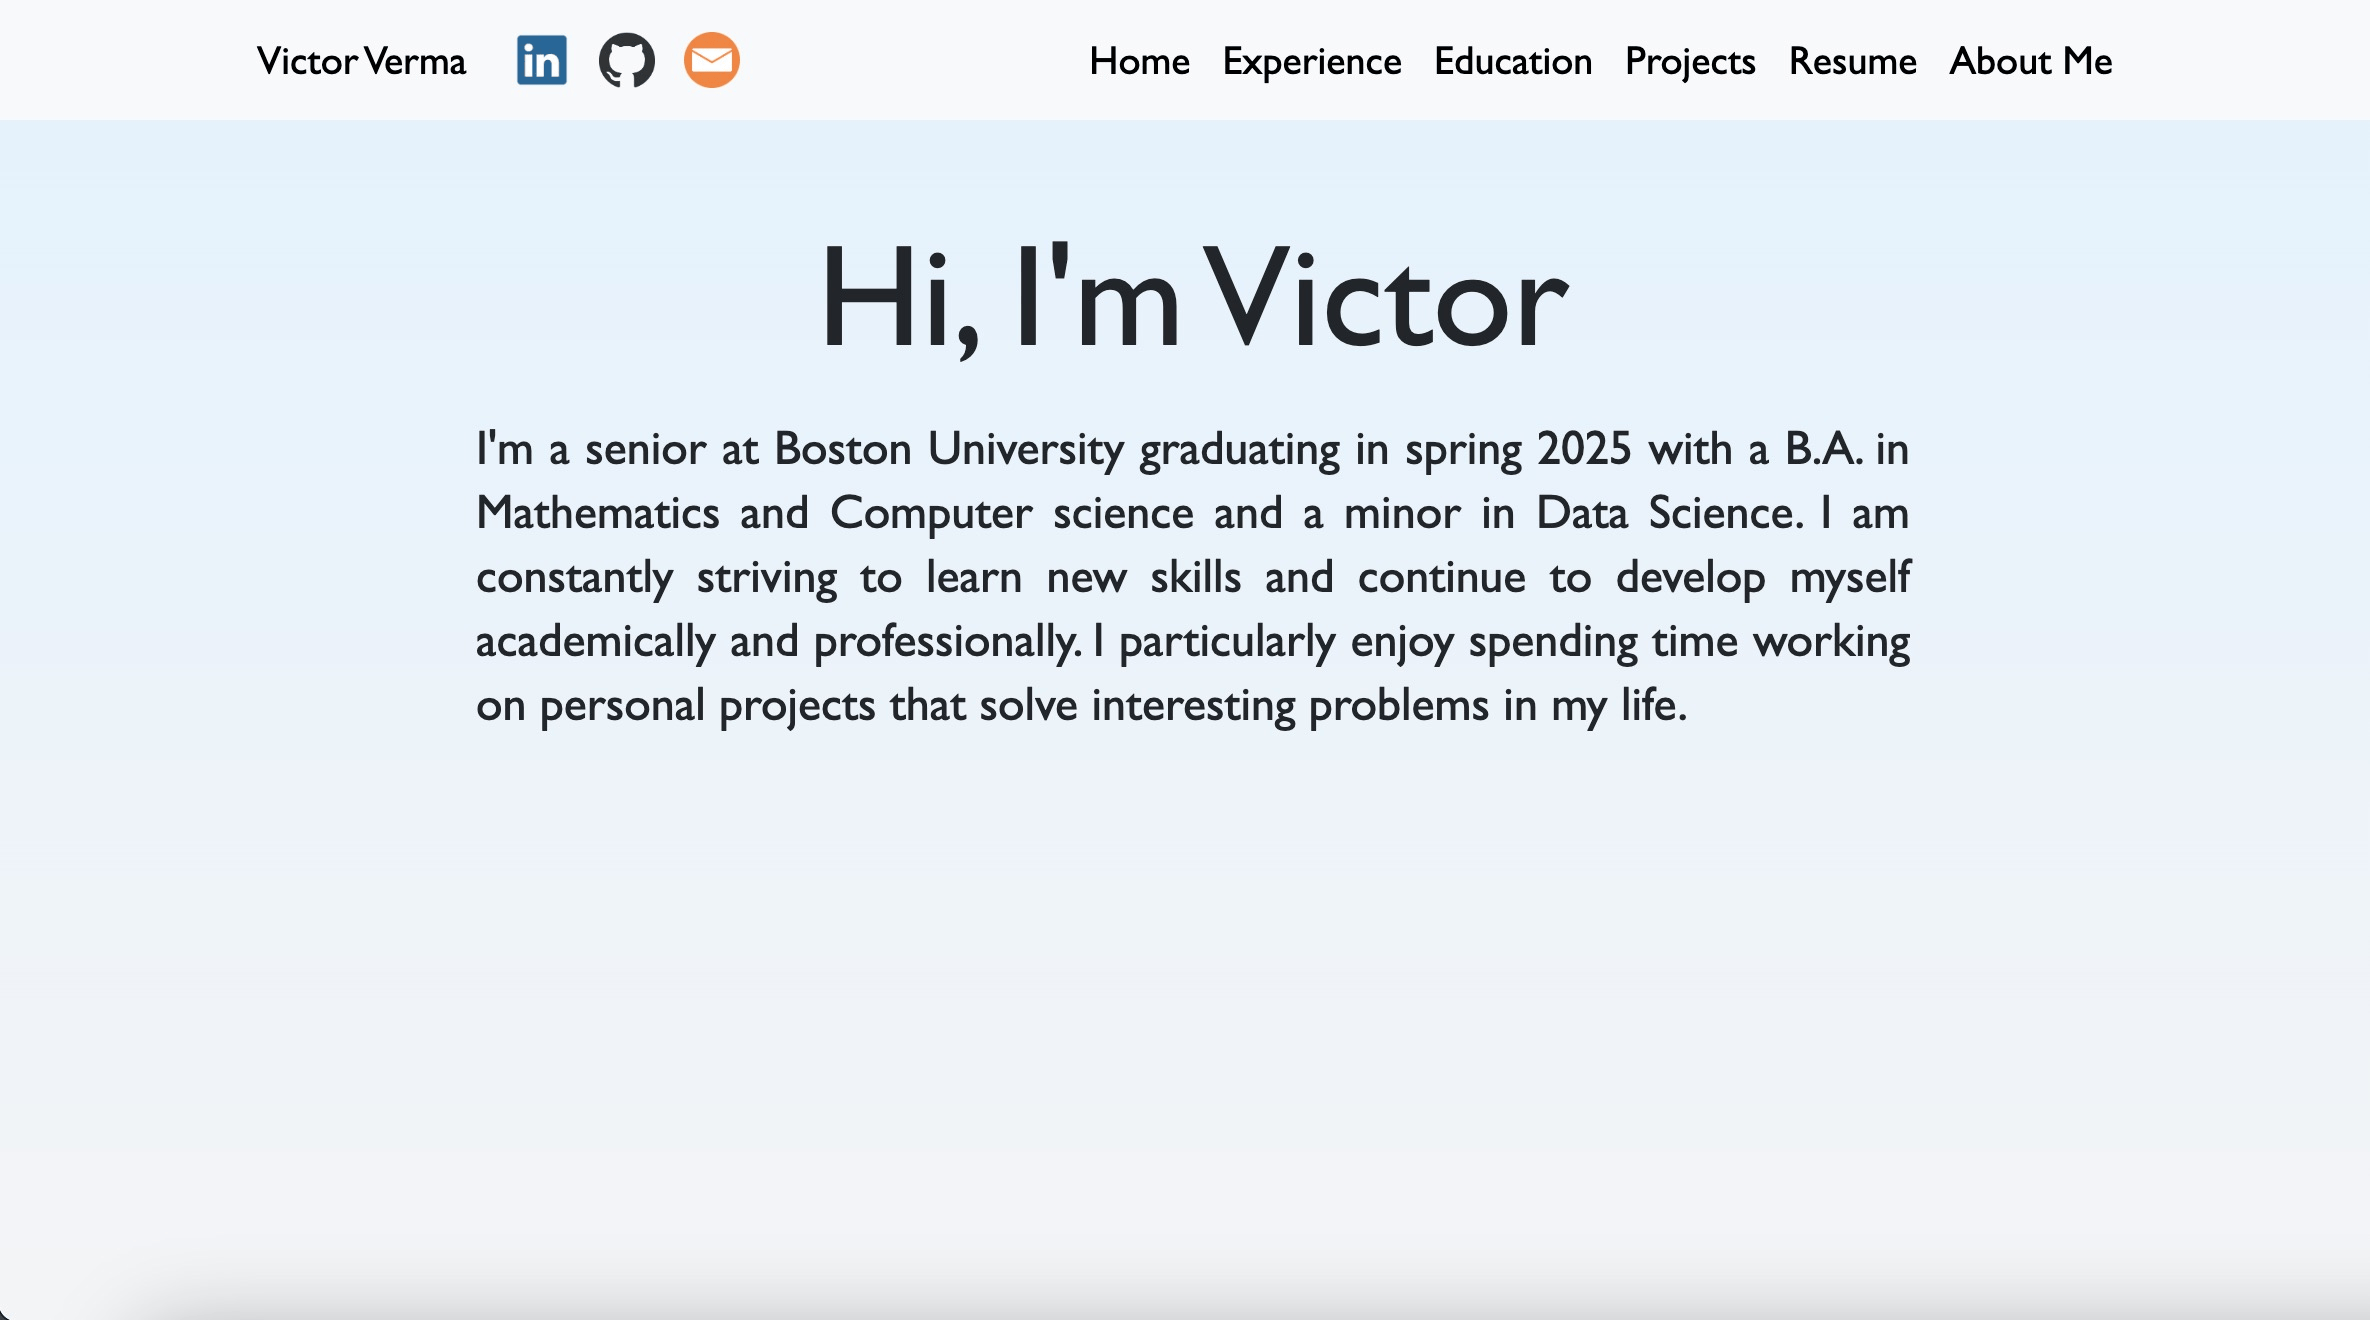 Victor Verma in Home Experience Education Projects Resume About Me
Hi, I'm Victor
I'm a senior at Boston University graduating in spring 2025 with a B.A. in
Mathematics and Computer science and a minor in Data Science. I am
constantly striving to learn new skills and continue to develop myself
academically and professionally. I particularly enjoy spending time working
on personal projects that solve interesting problems in my life.